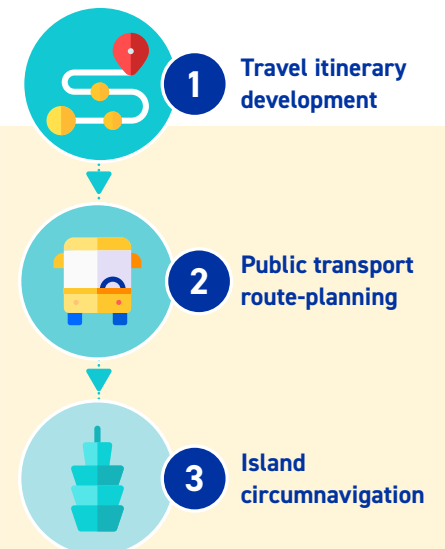 1
Travel itinerary
development
2
Public transport
route-planning
3
Island
circumnavigation